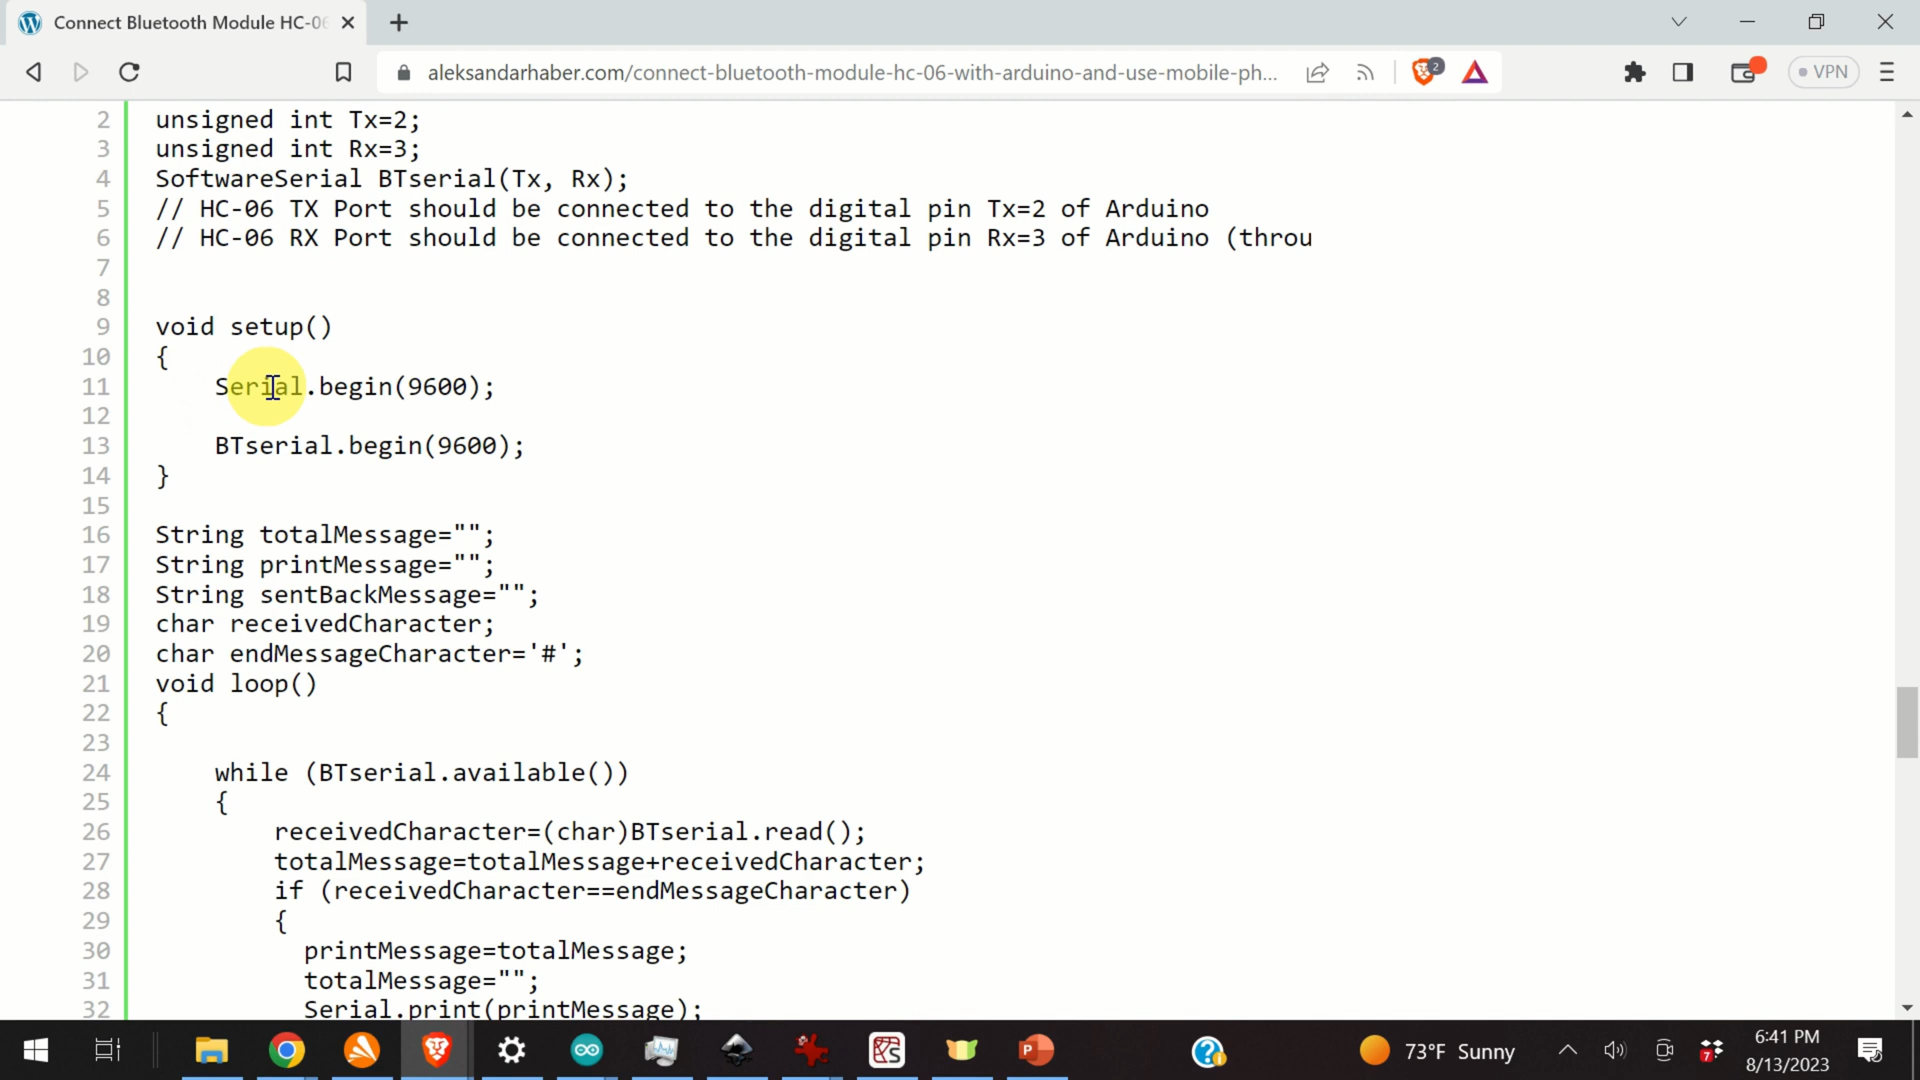 Connect Bluetooth Module HC-06
aleksandarhaber.com/connect-bluetooth-module-hc-06-with-arduino-and-use-mobile-ph...
2
VPN
2 unsigned int Tx=2;
3 unsigned int Rx=3;
4 SoftwareSerial BTserial(Tx, Rx);
5 // HC-06 TX Port should be connected to the digital pin Tx=2 of Arduino
6 // HC-06 RX Port should be connected to the digital pin Rx=3 of Arduino (throu
7
8
9 void setup()
10 {
11 Serial.begin(9600);
12
13 BTserial.begin(9600);
14 }
15
16 String totalMessage="";
17 String printMessage="";
18 String sentBackMessage="";
19 char receivedCharacter;
20 char endMessageCharacter='#';
21 void loop()
22 {
23
24 while (BTserial.available())
25 {
26 receivedCharacter=(char)BTserial.read();
27 totalMessage=totalMessage+receivedCharacter;
28 if (receivedCharacter==endMessageCharacter)
29 {
30 printMessage=totalMessage;
31 totalMessage="";
32 Serial.print(printMessage);
73°F Sunny
7
6:41 PM
8/13/2023